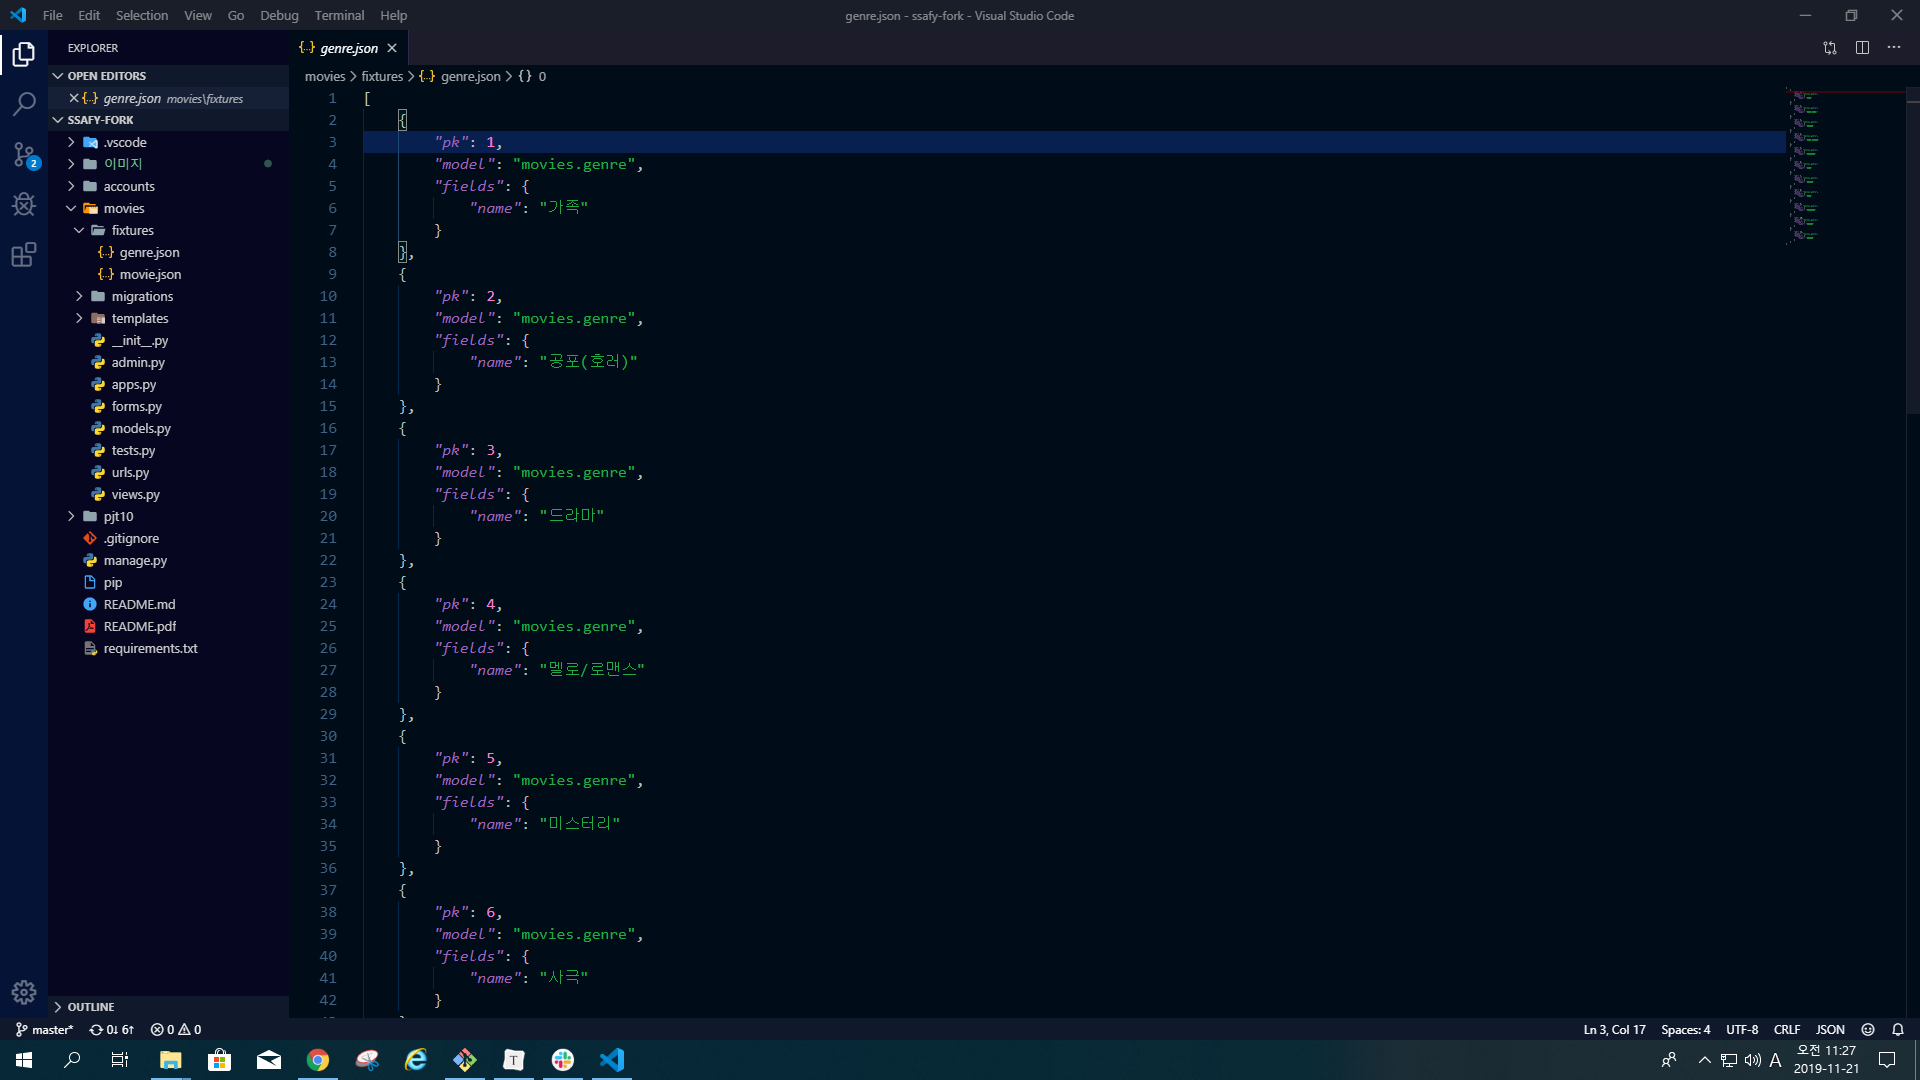 File Edit Selection View Go Debug Terminal Help
genre.json - ssafy-fork - Visual Studio Code
EXPLORER
OPEN EDITORS
genre.json movies\fixtures
SSAFY-FORK
.vscode
이미지
accounts
movies
fixtures
genre.json
movie.json
migrations
templates
__init__.py
admin.py
apps.py
forms.py
models.py
tests.py
urls.py
views.py
pjt10
.gitignore
manage.py
pip
README.md
README.pdf
requirements.txt
OUTLINE
2
{..} genre.json
movies > fixtures > {..} genre.json > {} 0
1 [
2 {
3 "pk": 1,
4 "model": "movies.genre",
5 "fields": {
6 "name": "가족"
7 }
8 },
9 {
10 "pk": 2,
11 "model": "movies.genre",
12 "fields": {
13 "name": "공포(호러)"
14 }
15 },
16 {
17 "pk": 3,
18 "model": "movies.genre",
19 "fields": {
20 "name": "드라마"
21 }
22 },
23 {
24 "pk": 4,
25 "model": "movies.genre",
26 "fields": {
27 "name": "멜로/로맨스"
28 }
29 },
30 {
31 "pk": 5,
32 "model": "movies.genre",
33 "fields": {
34 "name": "미스터리"
35 }
36 },
37 {
38 "pk": 6,
39 "model": "movies.genre",
40 "fields": {
41 "name": "사극"
42 }
master* 0↓ 6↑ 0 0
Ln 3, Col 17 Spaces: 4 UTF-8 CRLF JSON
T
A
오전 11:27
2019-11-21